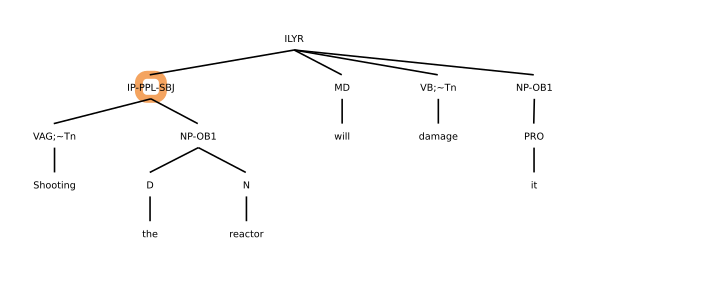 ILYR
IP-PPL-SBJ MD VB;~Tn NP-OB1
VAG;~Tn NP-OB1 will damage PRO
Shooting D N it
the reactor